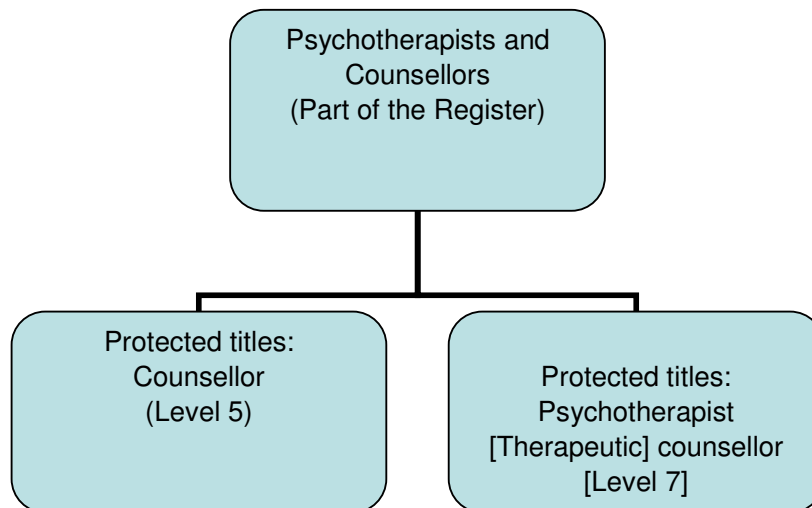 Psychotherapists and
Counsellors
(Part of the Register)
Protected titles:
Counsellor
(Level 5)
Protected titles:
Psychotherapist
[Therapeutic] counsellor
[Level 7]